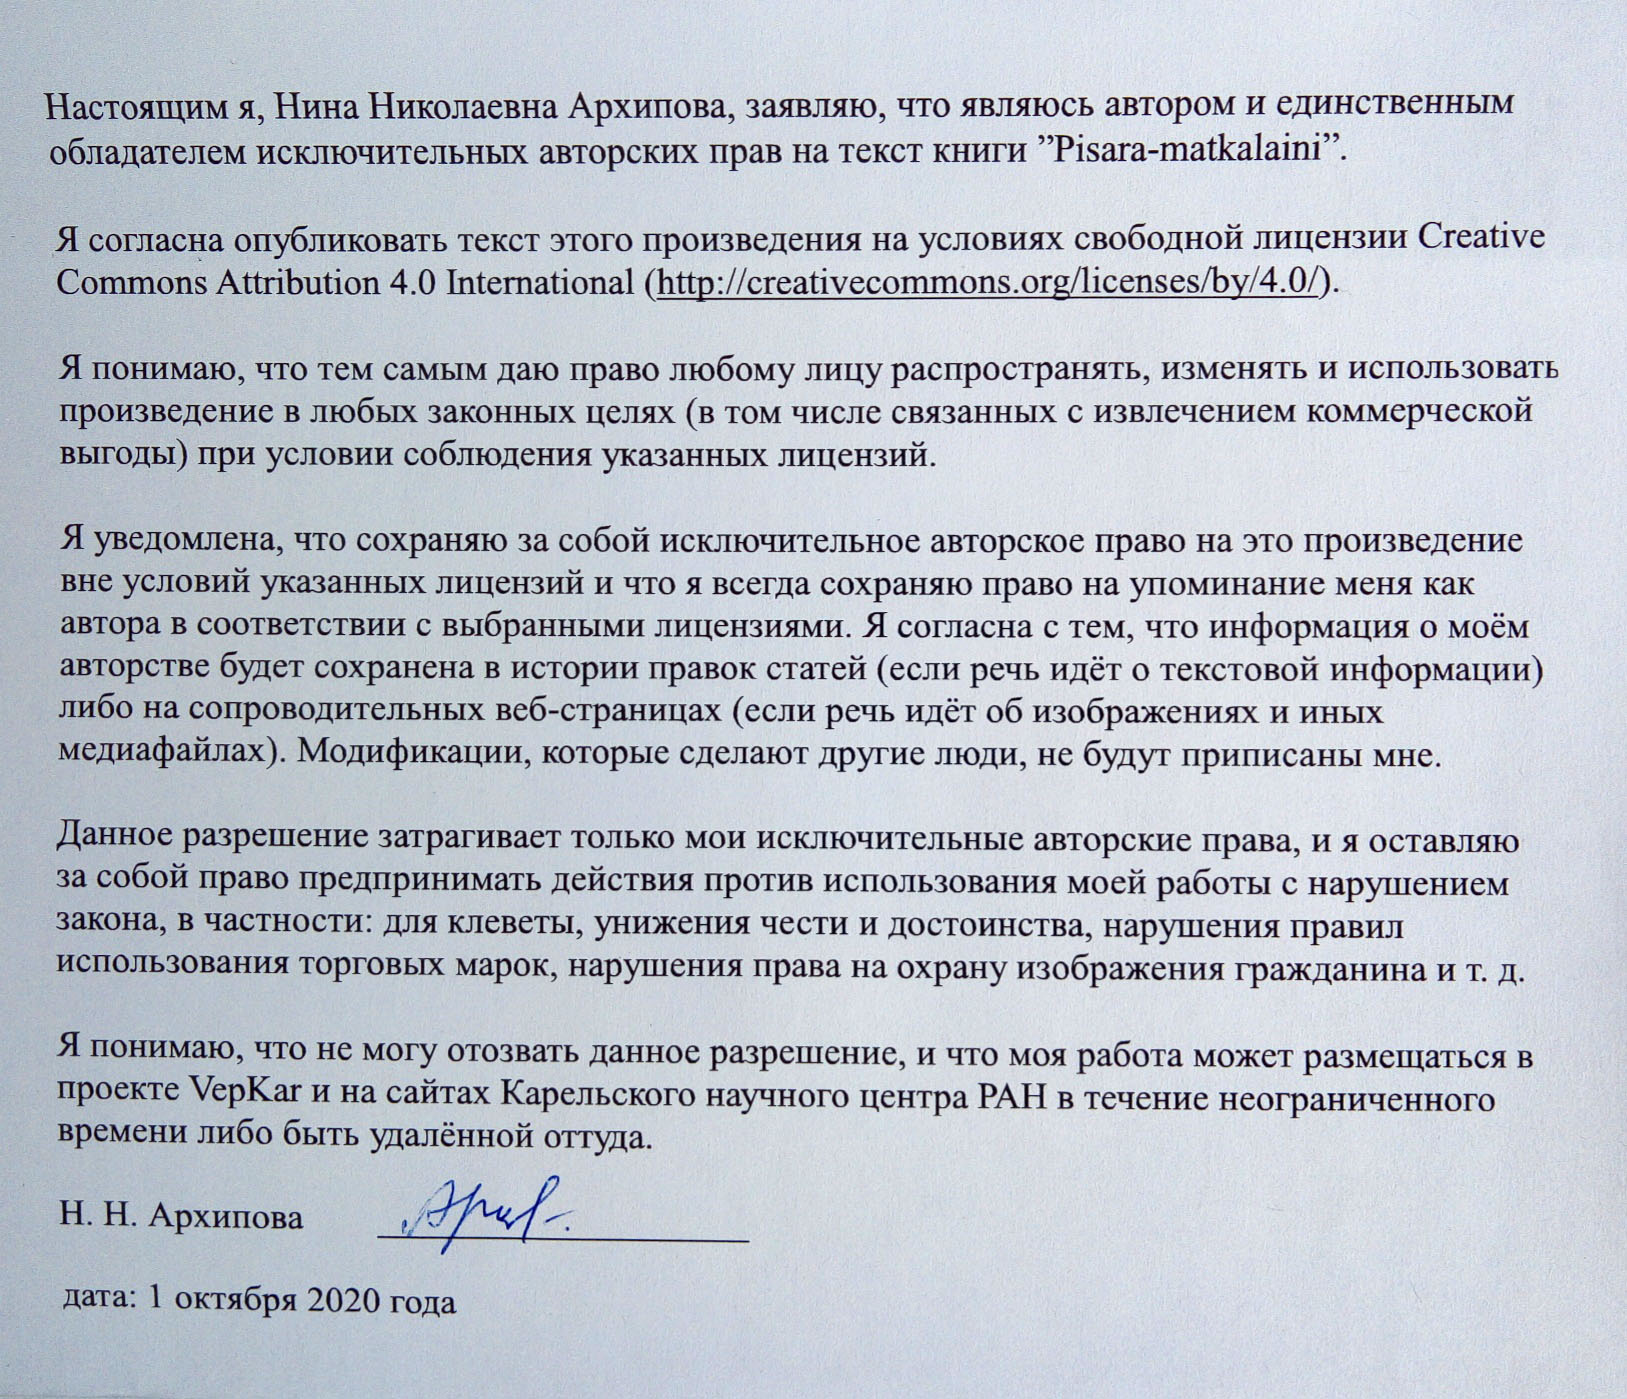 Настоящим я, Нина Николаевна Архипова, заявляю, что являюсь автором и единственным
обладателем исключительных авторских прав на текст книги ”Pisara-matkalaini”.
Я согласна опубликовать текст этого произведения на условиях свободной лицензии Creative
Commons Attribution 4.0 International (http://creativecommons.org/licenses/by/4.0/).
Я понимаю, что тем самым даю право любому лицу распространять, изменять и использовать
произведение в любых законных целях (в том числе связанных с извлечением коммерческой
выгоды) при условии соблюдения указанных лицензий.
Я уведомлена, что сохраняю за собой исключительное авторское право на это произведение
вне условий указанных лицензий и что я всегда сохраняю право на упоминание меня как
автора в соответствии с выбранными лицензиями. Я согласна с тем, что информация о моём
авторстве будет сохранена в истории правок статей (если речь идёт о текстовой информации)
либо на сопроводительных веб-страницах (если речь идёт об изображениях и иных
медиафайлах). Модификации, которые сделают другие люди, не будут приписаны мне.
Данное разрешение затрагивает только мои исключительные авторские права, и я оставляю
за собой право предпринимать действия против использования моей работы с нарушением
закона, в частности: для клеветы, унижения чести и достоинства, нарушения правил
использования торговых марок, нарушения права на охрану изображения гражданина и т. д.
Я понимаю, что не могу отозвать данное разрешение, и что моя работа может размещаться в
проекте VepKar и на сайтах Карельского научного центра РАН в течение неограниченного
времени либо быть удалённой оттуда.
Н. Н. Архипова
дата: 1 октября 2020 года